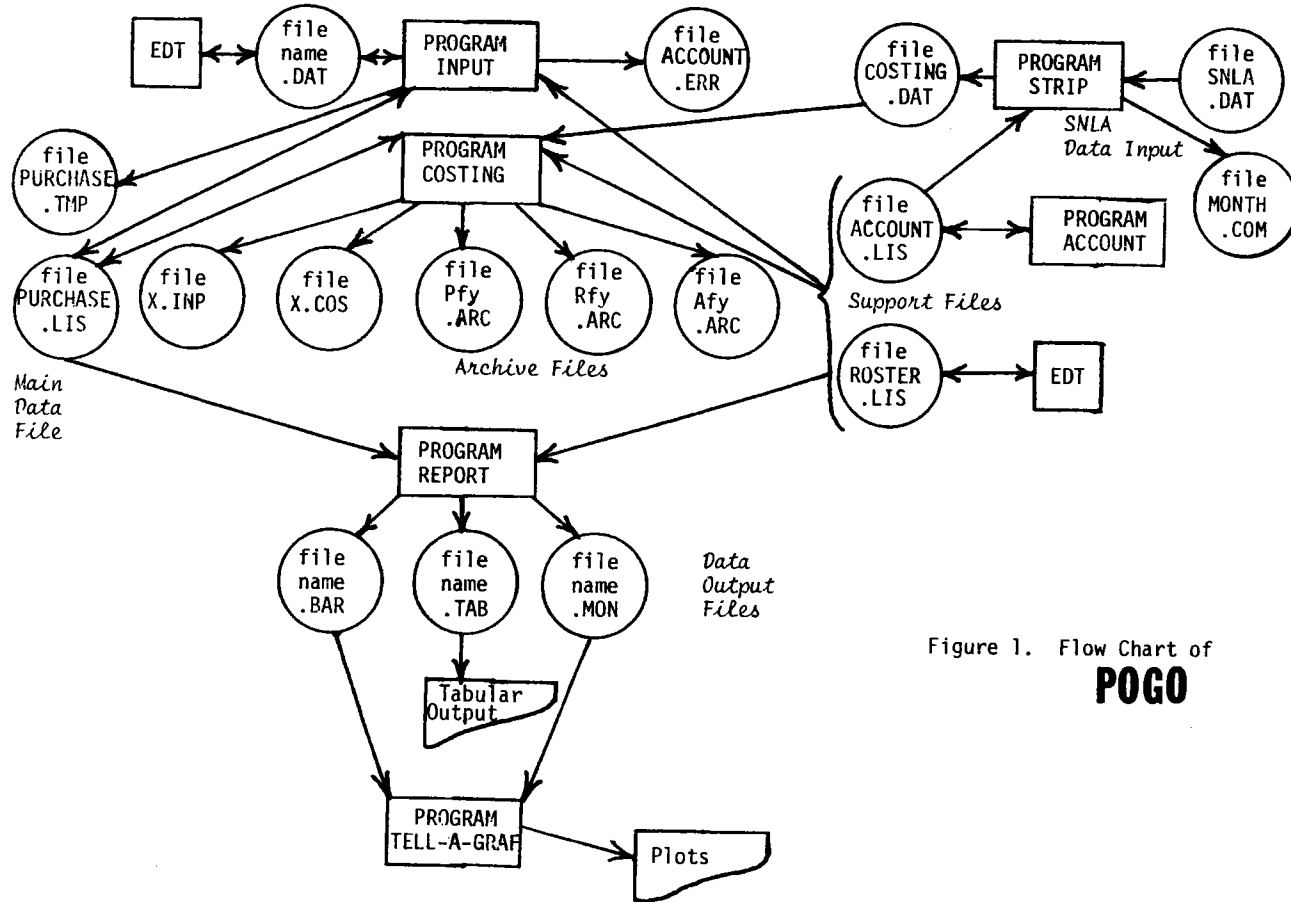 EDT
file
name
.DAT
PROGRAM
INPUT
file
ACCOUNT
.ERR
file
COSTING
.DAT
PROGRAM
STRIP
file
SNLA
.DAT
SNLA
Data Input
file
MONTH
.COM
file
PURCHASE
.TMP
PROGRAM
COSTING
file
ACCOUNT
.LIS
PROGRAM
ACCOUNT
file
PURCHASE
.LIS
file
X.INP
file
X.COS
file
Pfy
.ARC
file
Rfy
.ARC
file
Afy
.ARC
Support Files
Archive Files
file
ROSTER
.LIS
EDT
Main
Data
File
PROGRAM
REPORT
file
name
.BAR
file
name
.TAB
file
name
.MON
Data
Output
Files
Tabular
Output
PROGRAM
TELL-A-GRAF
Plots
Figure 1. Flow Chart of
POGO